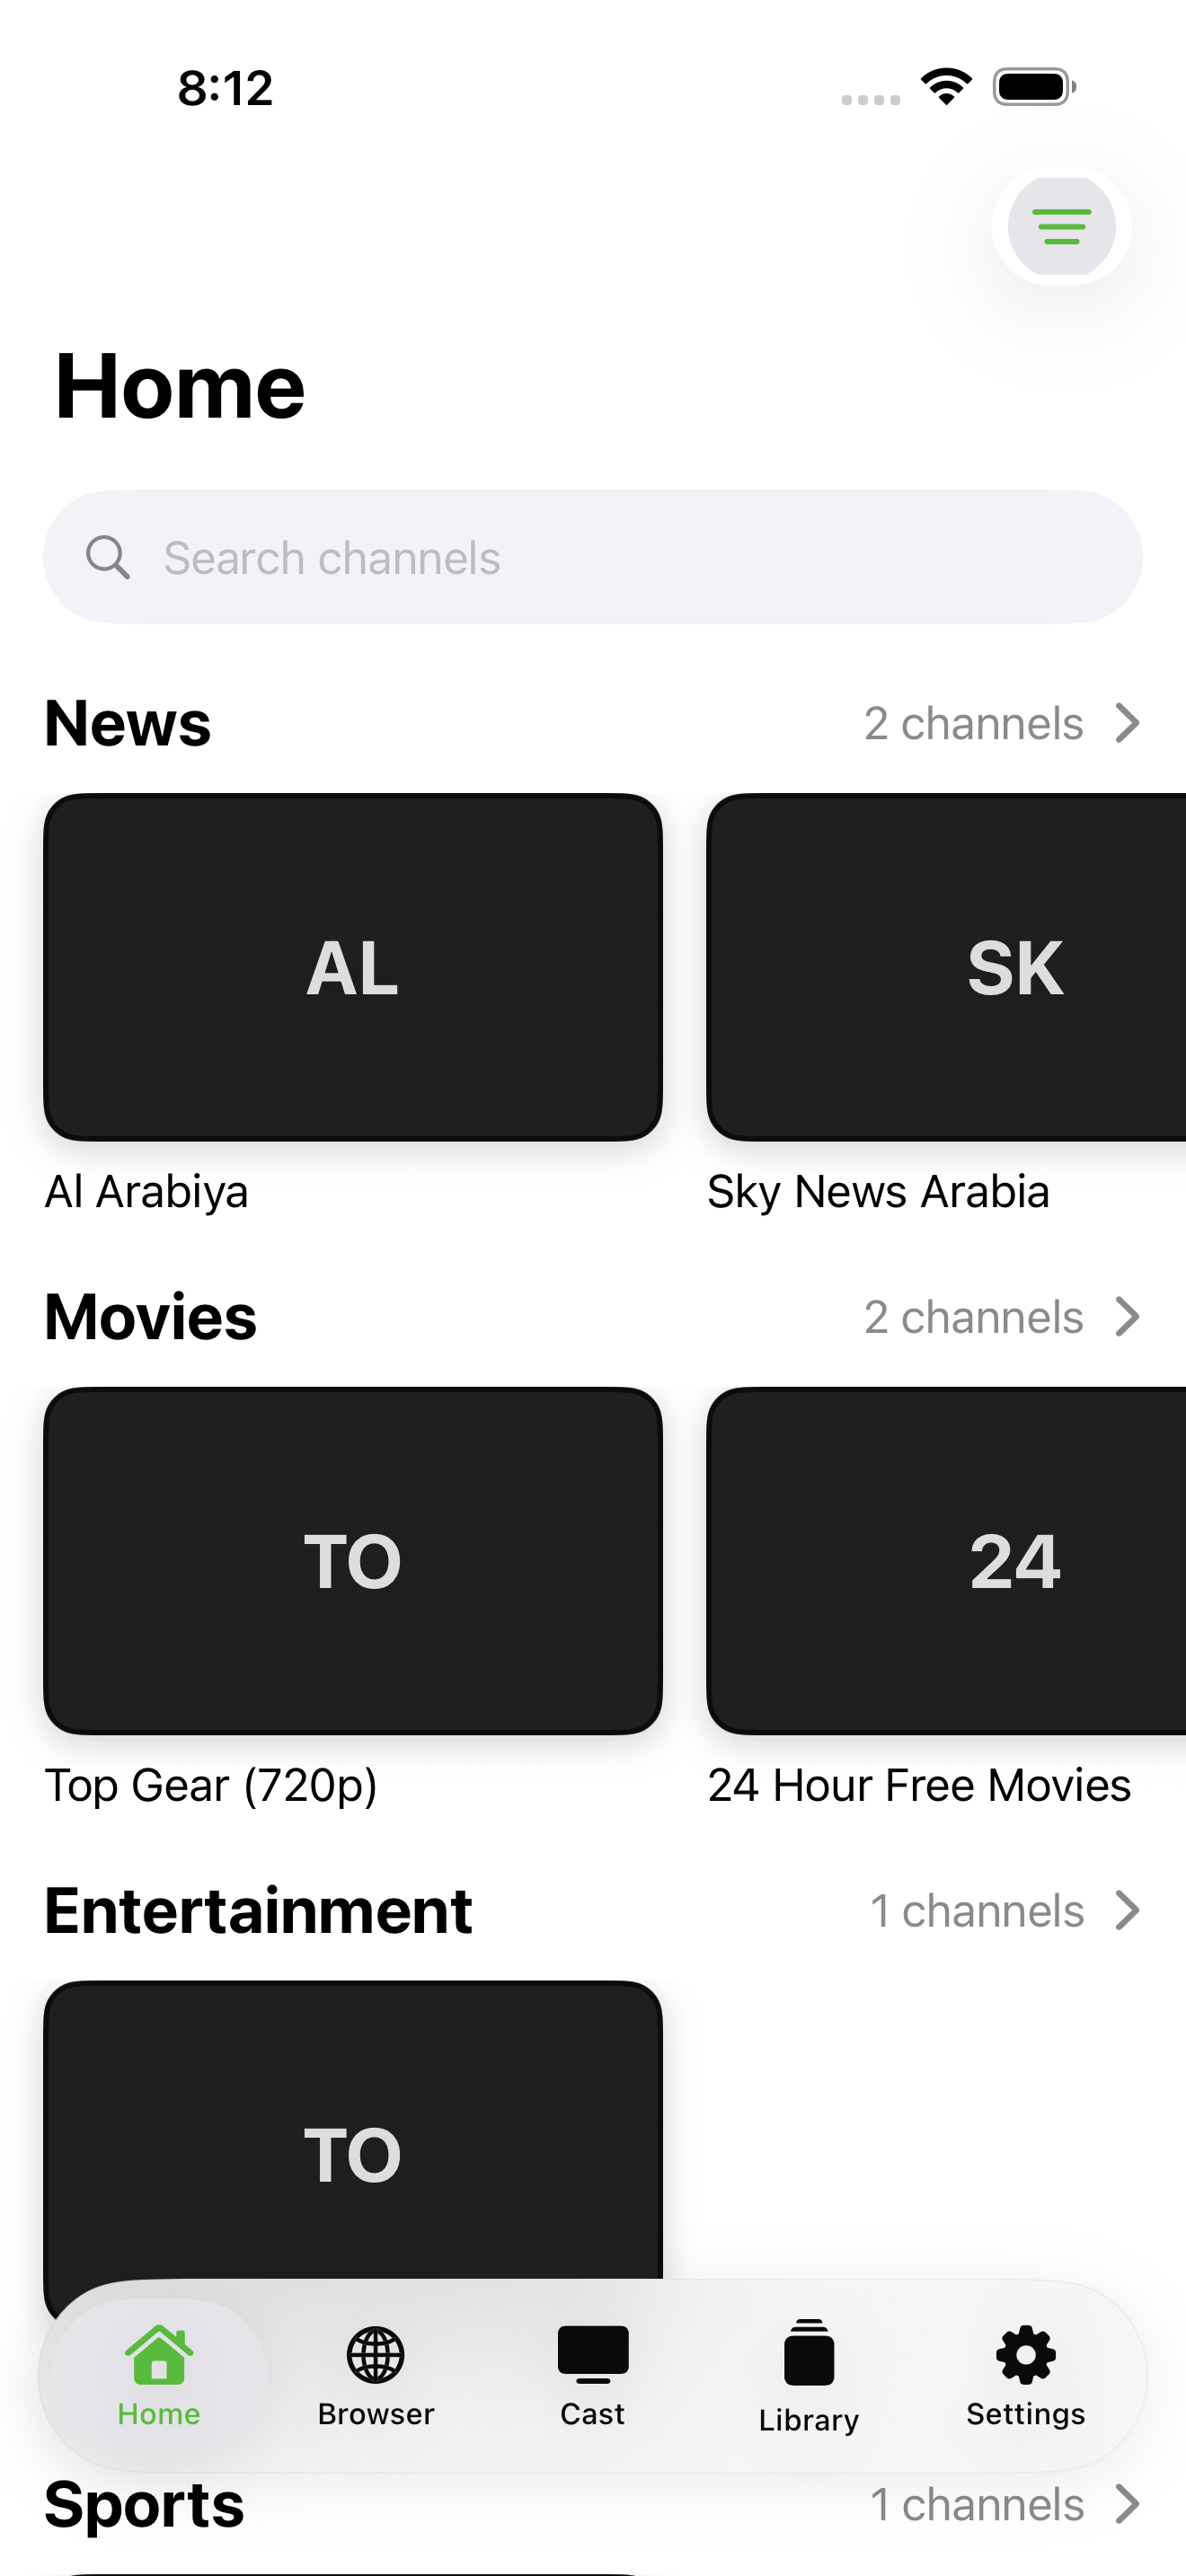 8:12
Home
Search channels
News
2 channels
AL
SK
Al Arabiya
Sky News Arabia
Movies
2 channels
TO
24
Top Gear (720p)
24 Hour Free Movies
Entertainment
1 channels
TO
Home
Browser
Cast
Library
Settings
Sports
1 channels